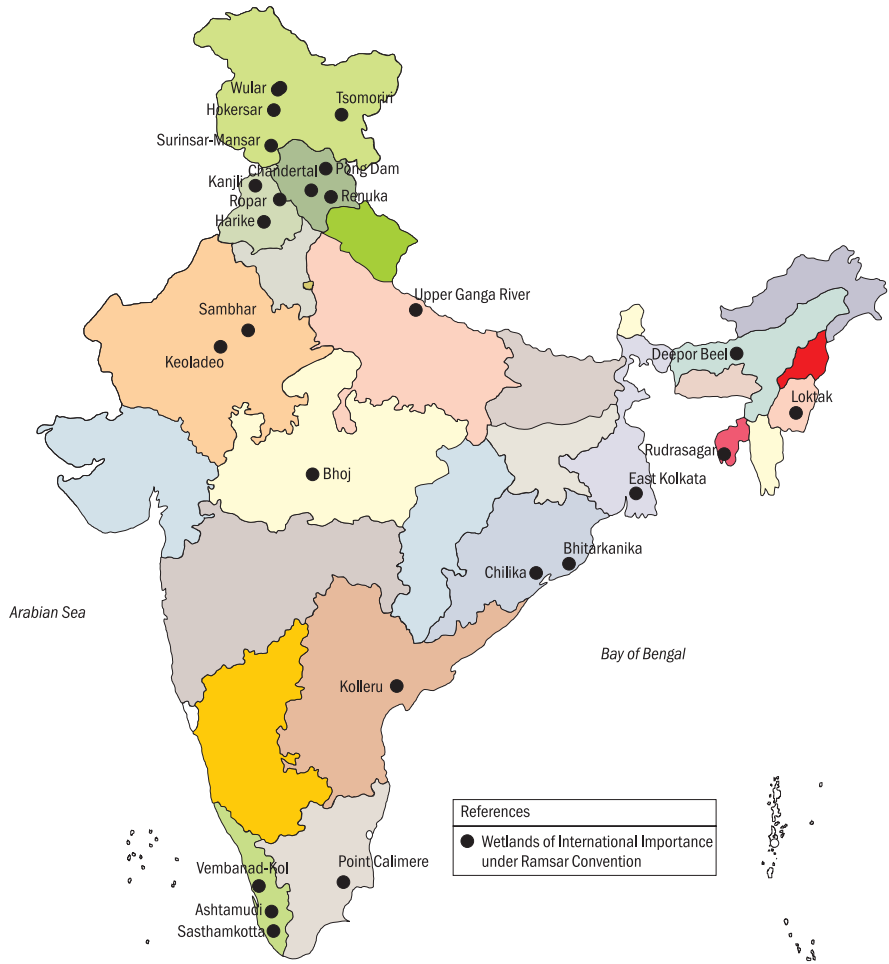 Wular
Tsomoriri
Hokersar
Surinsar-Mansar
Chandertal
Pong Dam
Kanjli
Ropar
Renuka
Harike
Upper Ganga River
Sambhar
Keoladeo
Deepor Beel
Loktak
Rudrasagar
Bhoj
East Kolkata
Bhitarkanika
Chilika
Arabian Sea
Bay of Bengal
Kolleru
References
Wetlands of International Importance
under Ramsar Convention
Point Calimere
Vembanad-Kol
Ashtamudi
Sasthamkotta